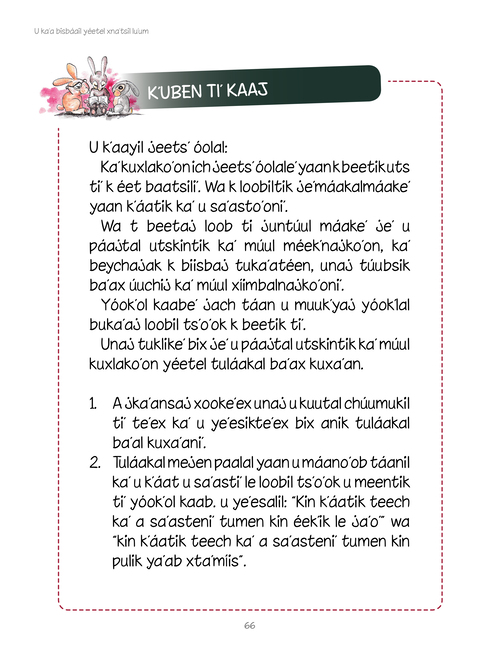 U ka'a bisbáail yéetel xna'tsil lu'um
K'UBEN TI' KAAJ
U k'aayil jeets' óolal:
Ka' kuxlako'on ich jeets' óolale' yaan k beetik uts
ti' k éet baatsili'. Wa k loobiltik je'máakalmáake'
yaan k'áatik ka' u sa'asto'oni'.
Wa t beetaj loob ti juntúul máake' je' u
páajtal utskintik ka' múul méek'najko'on, ka'
beychajak k biisbaj tuka'atéen, unaj túubsik
ba'ax úuchij ka' múul xíimbalnajko'oni'.
Yóok'ol kaabe' jach táan u muuk'yaj yóok'lal
buka'aj loobil ts'o'ok k beetik ti'.
Unaj tuklike' bix je' u páajtal utskintik ka' múul
kuxlako'on yéetel tuláakal ba'ax kuxa'an.
1. A jka'ansaj xooke'ex unaj u kuutal chúumukil
ti' te'ex ka' u ye'esikte'ex bix anik tuláakal
ba'al kuxa'ani'.
2. Tuláakal mejen paalal yaan u máano'ob táanil
ka' u k'áat u sa'asti' le loobil ts'o'ok u meentik
ti' yóok'ol kaab. u ye'esalil: "Kin k'áatik teech
ka' a sa'asteni' tumen kin éek'ik le ja'o'" wa
"kin k'áatik teech ka' a sa'asteni' tumen kin
pulik ya'ab xta'miis".
66